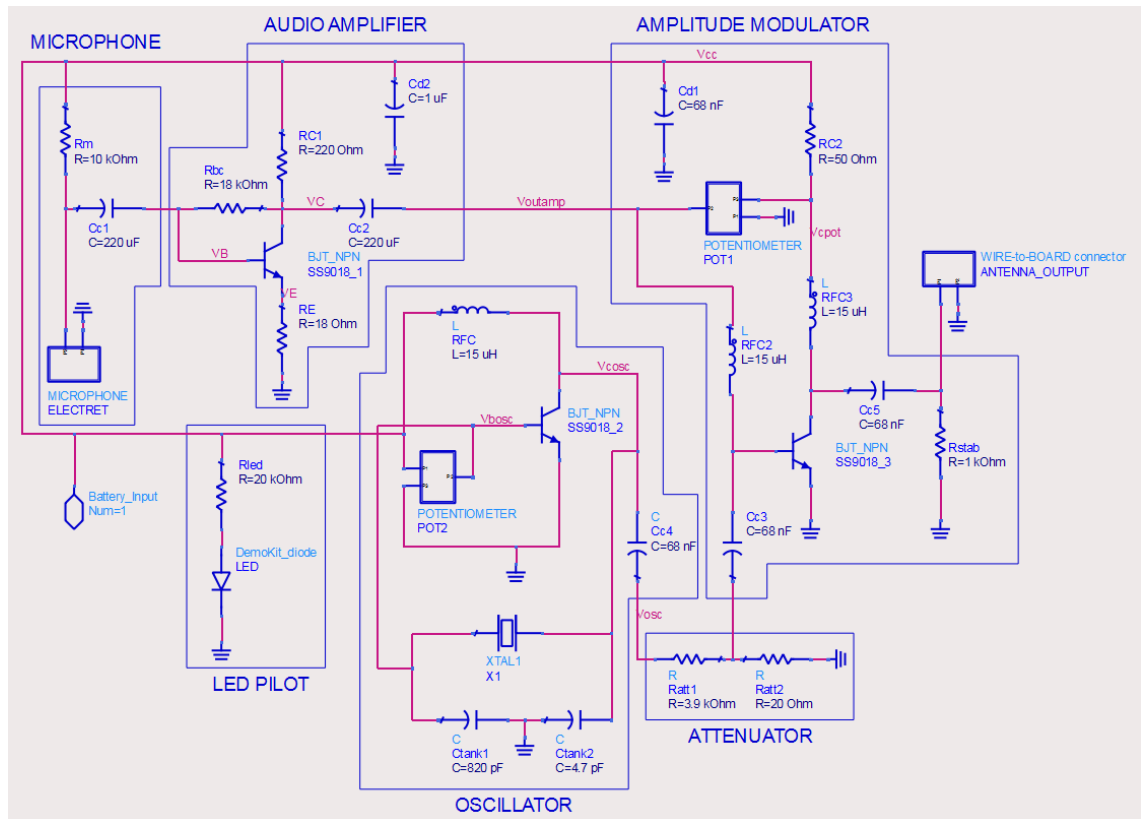 AUDIO AMPLIFIER
AMPLITUDE MODULATOR
MICROPHONE
Vcc
Rm
R=10 kOhm
Cd2
C=1 uF
Cd1
C=68 nF
RC1
R=220 Ohm
RC2
R=50 Ohm
Rbc
R=18 kOhm
Cc1
C=220 uF
VC
Cc2
C=220 uF
Voutamp
P3
P2
P1
POTENTIOMETER
POT1
Vcpot
VB
BJT_NPN
SS9018_1
VE
RE
R=18 Ohm
WIRE-to-BOARD connector
ANTENNA_OUTPUT
L
RFC3
L=15 uH
L
RFC
L=15 uH
L
RFC2
L=15 uH
MICROPHONE
ELECTRET
Vcosc
Vbosc
BJT_NPN
SS9018_2
Cc5
C=68 nF
BJT_NPN
SS9018_3
Rstab
R=1 kOhm
Rled
R=20 kOhm
Battery_Input
Num=1
P1
POTENTIOMETER
POT2
C
Cc4
C=68 nF
Cc3
C=68 nF
DemoKit_diode
LED
Vosc
XTAL1
X1
R
Ratt1
R=3.9 kOhm
R
Ratt2
R=20 Ohm
LED PILOT
C
Ctank1
C=820 pF
C
Ctank2
C=4.7 pF
ATTENUATOR
OSCILLATOR